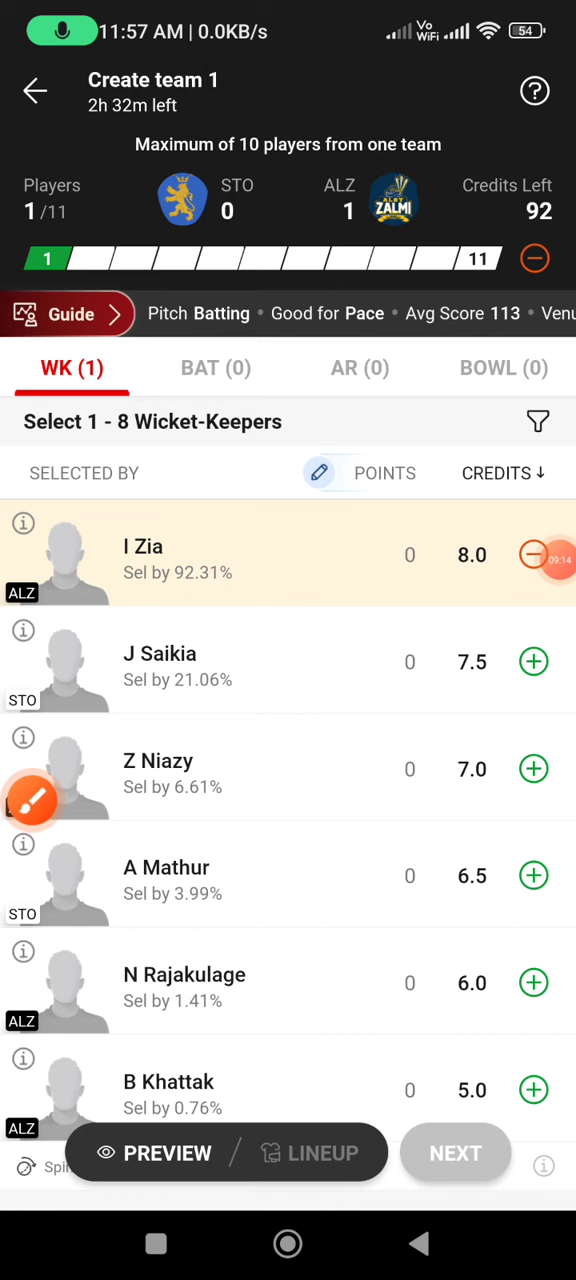 11:57 AM | 0.0KB/s Vo WiFi 54
Create team 1
2h 32m left
Maximum of 10 players from one team
Players STO ALZ Credits Left
1/11 0 1 92
ALBY ZALMI
1 11
Guide Pitch Batting • Good for Pace • Avg Score 113 • Venu
WK (1) BAT (0) AR (0) BOWL (0)
Select 1 - 8 Wicket-Keepers
SELECTED BY POINTS CREDITS ↓
I Zia 0 8.0
Sel by 92.31%
ALZ
09:14
J Saikia 0 7.5
Sel by 21.06%
STO
Z Niazy 0 7.0
Sel by 6.61%
A Mathur 0 6.5
Sel by 3.99%
STO
N Rajakulage 0 6.0
Sel by 1.41%
ALZ
B Khattak 0 5.0
Sel by 0.76%
ALZ
PREVIEW / LINEUP NEXT